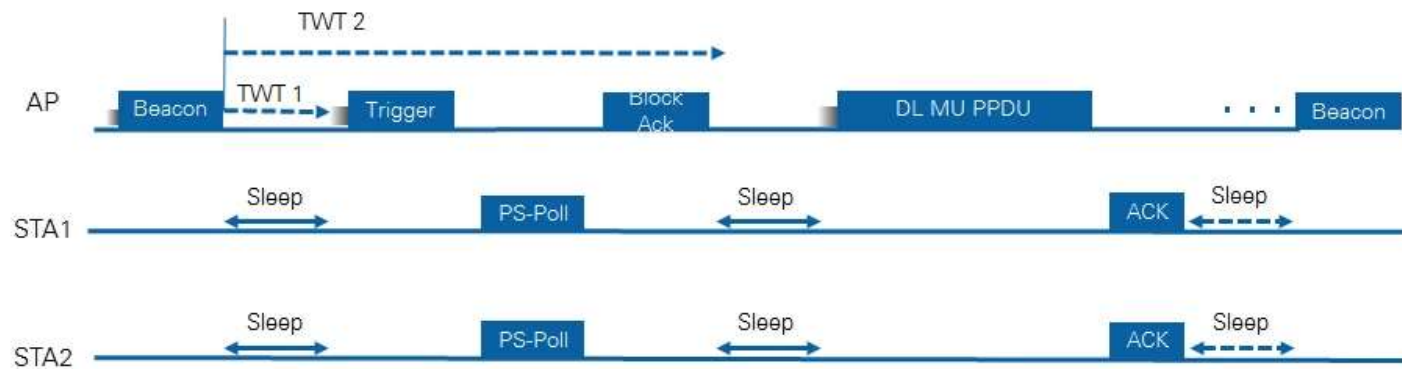 TWT 2
TWT 1
AP
Beacon
Trigger
Block
Ack
DL MU PPDU
. . .
Beacon
Sleep
PS-Poll
Sleep
ACK
Sleep
STA1
Sleep
PS-Poll
Sleep
ACK
Sleep
STA2